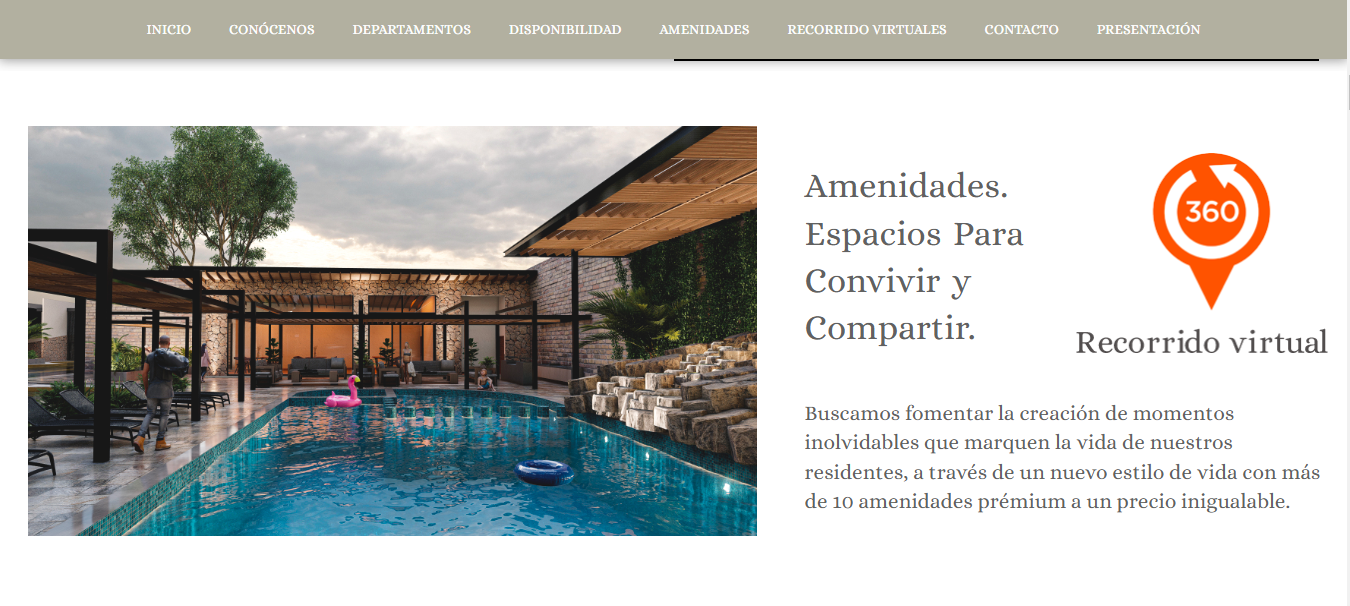 INICIO CONÓCENOS DEPARTAMENTOS DISPONIBILIDAD AMENIDADES RECORRIDO VIRTUALES CONTACTO PRESENTACIÓN
Amenidades.
Espacios Para
Convivir y
Compartir.
360
Recorrido virtual
Buscamos fomentar la creación de momentos
inolvidables que marquen la vida de nuestros
residentes, a través de un nuevo estilo de vida con más
de 10 amenidades prémium a un precio inigualable.